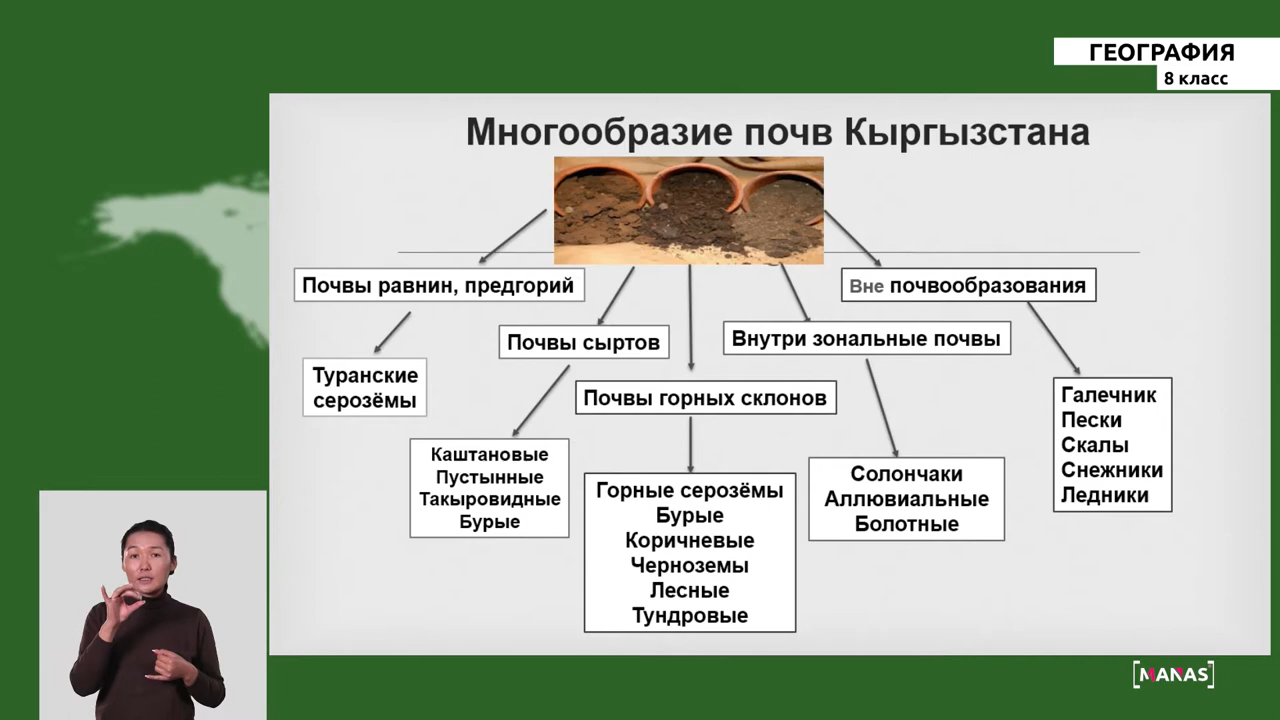 ГЕОГРАФИЯ
8 класс
Многообразие почв Кыргызстана
Почвы равнин, предгорий
Вне почвообразования
Почвы сыртов
Внутри зональные почвы
Туранские
серозёмы
Почвы горных склонов
Галечник
Пески
Скалы
Снежники
Ледники
Каштановые
Пустынные
Такыровидные
Бурые
Горные серозёмы
Бурые
Коричневые
Черноземы
Лесные
Тундровые
Солончаки
Аллювиальные
Болотные
[MANAS]